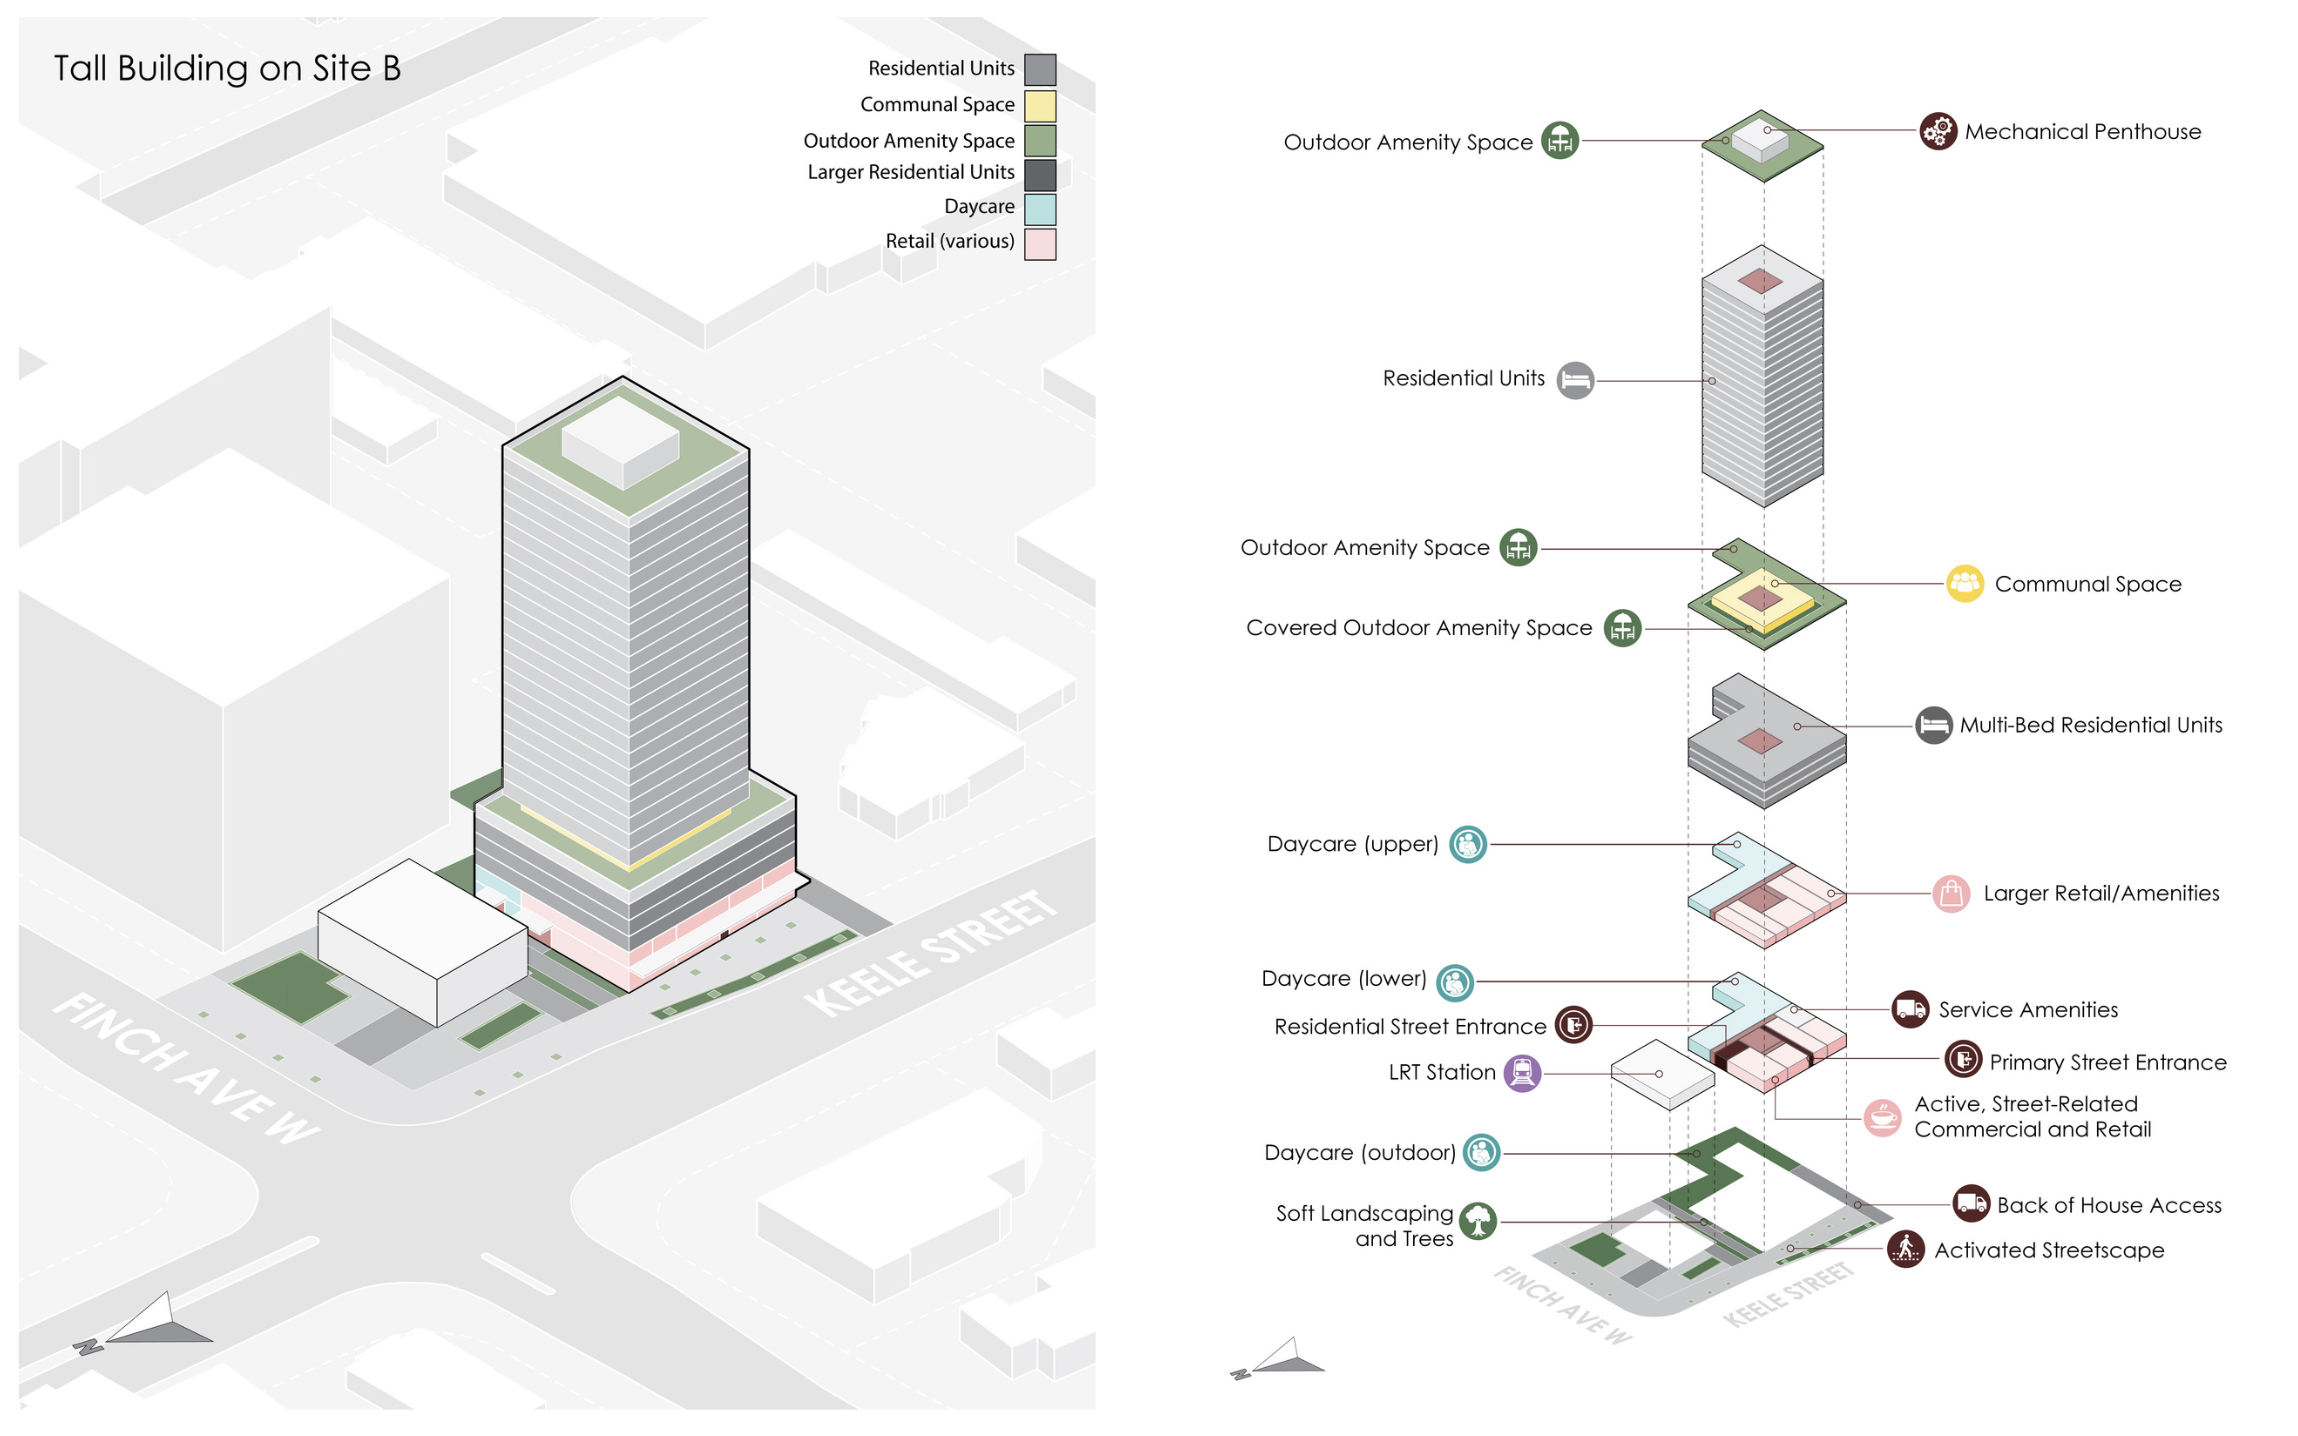 Tall Building on Site B
Residential Units
Communal Space
Outdoor Amenity Space
Larger Residential Units
Daycare
Retail (various)
KEELE STREET
FINCH AVE W
N
Outdoor Amenity Space
Mechanical Penthouse
Residential Units
Outdoor Amenity Space
Communal Space
Covered Outdoor Amenity Space
Multi-Bed Residential Units
Daycare (upper)
Larger Retail/Amenities
Daycare (lower)
Service Amenities
Residential Street Entrance
Primary Street Entrance
LRT Station
Active, Street-Related
Commercial and Retail
Daycare (outdoor)
Back of House Access
Soft Landscaping
and Trees
Activated Streetscape
FINCH AVE W
KEELE STREET
N